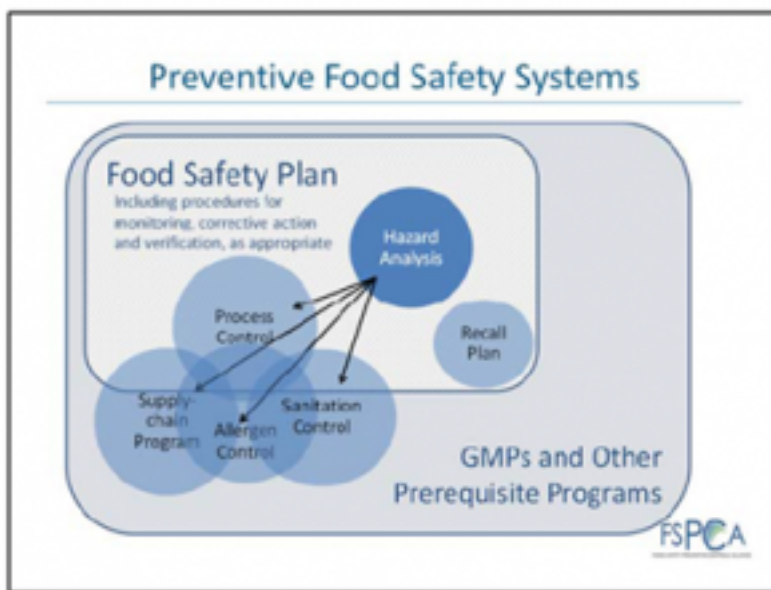 Preventive Food Safety Systems
Food Safety Plan
Including procedures for
monitoring, corrective action
and verification, as appropriate
Hazard
Analysis
Process
Control
Recall
Plan
Supply-
chain
Program
Allergen
Control
Sanitation
Control
GMPs and Other
Prerequisite Programs
FSPCA